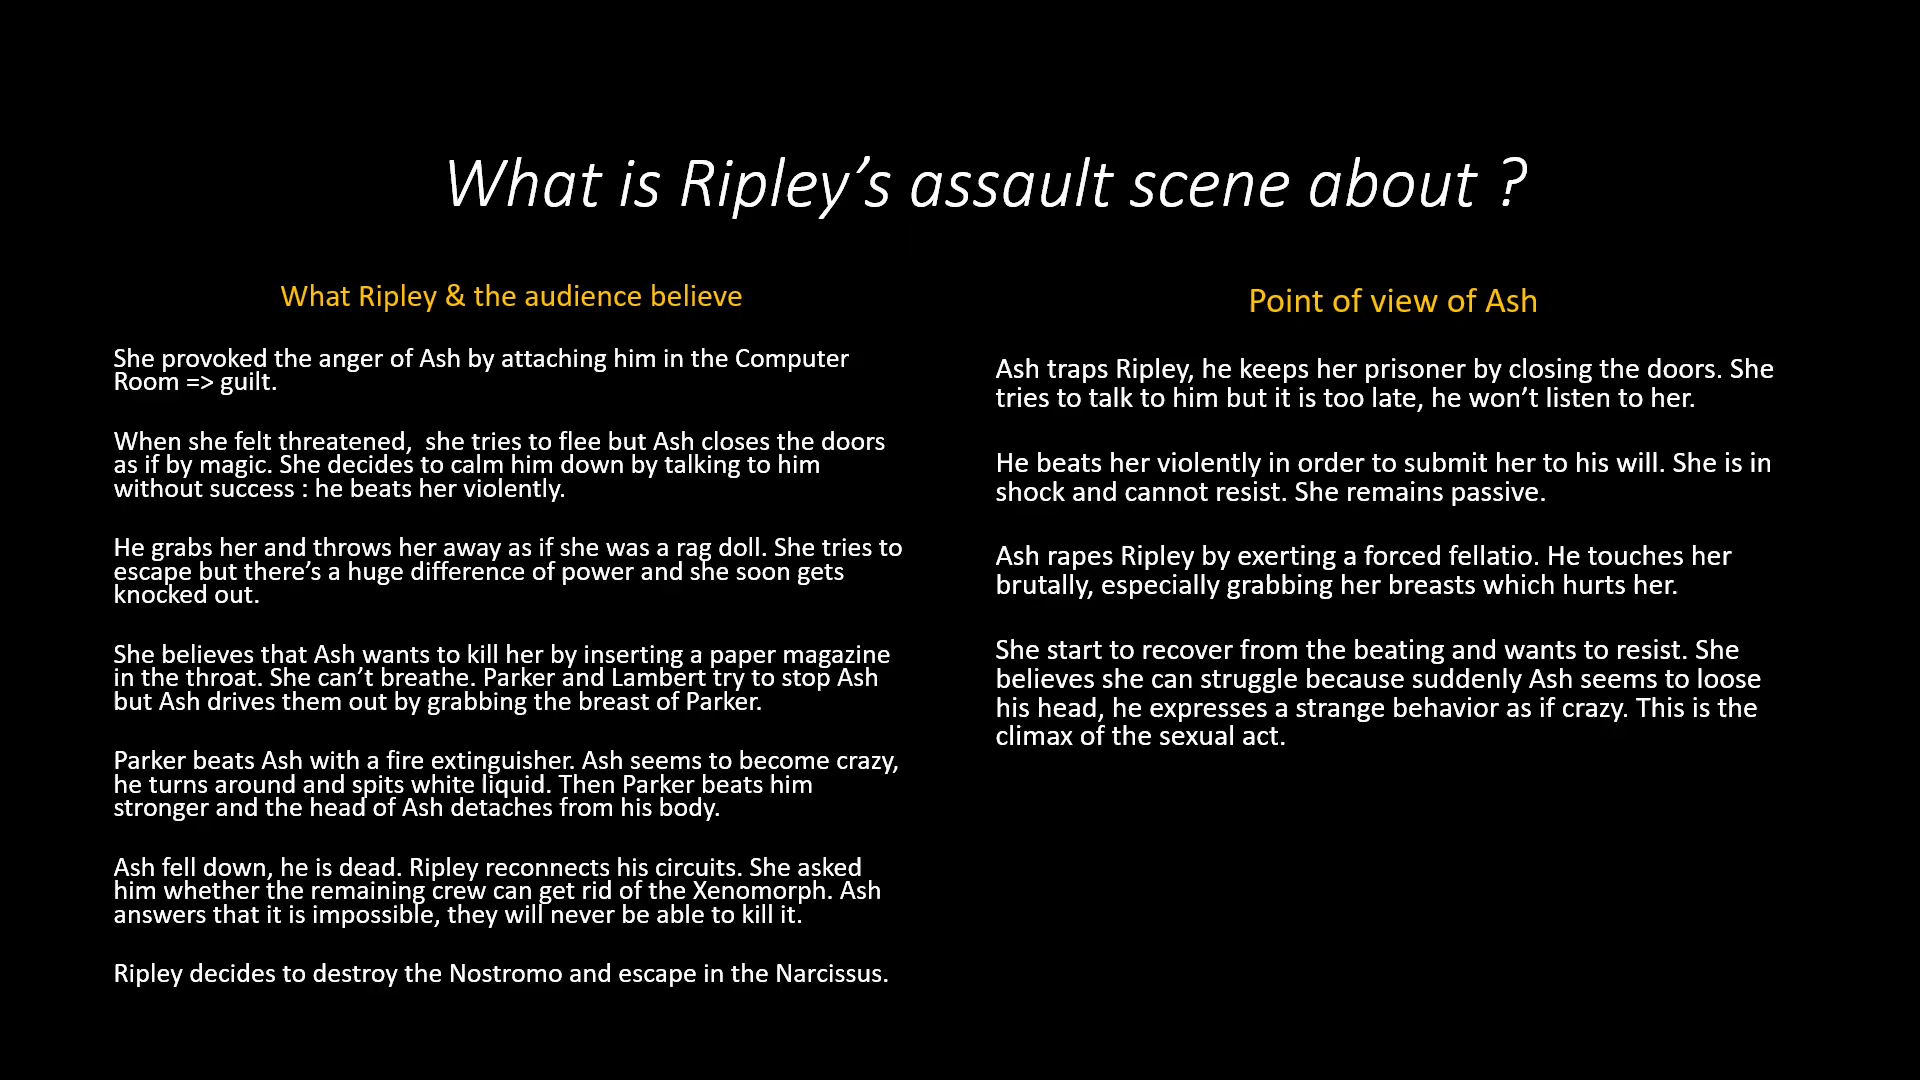 What is Ripley’s assault scene about ?
What Ripley & the audience believe
She provoked the anger of Ash by attaching him in the Computer
Room => guilt.
When she felt threatened,  she tries to flee but Ash closes the doors
as if by magic. She decides to calm him down by talking to him
without success : he beats her violently.
He grabs her and throws her away as if she was a rag doll. She tries to
escape but there’s a huge difference of power and she soon gets
knocked out.
She believes that Ash wants to kill her by inserting a paper magazine
in the throat. She can’t breathe. Parker and Lambert try to stop Ash
but Ash drives them out by grabbing the breast of Parker.
Parker beats Ash with a fire extinguisher. Ash seems to become crazy,
he turns around and spits white liquid. Then Parker beats him
stronger and the head of Ash detaches from his body.
Ash fell down, he is dead. Ripley reconnects his circuits. She asked
him whether the remaining crew can get rid of the Xenomorph. Ash
answers that it is impossible, they will never be able to kill it.
Ripley decides to destroy the Nostromo and escape in the Narcissus.
Point of view of Ash
Ash traps Ripley, he keeps her prisoner by closing the doors. She
tries to talk to him but it is too late, he won’t listen to her.
He beats her violently in order to submit her to his will. She is in
shock and cannot resist. She remains passive.
Ash rapes Ripley by exerting a forced fellatio. He touches her
brutally, especially grabbing her breasts which hurts her.
She start to recover from the beating and wants to resist. She
believes she can struggle because suddenly Ash seems to loose
his head, he expresses a strange behavior as if crazy. This is the
climax of the sexual act.